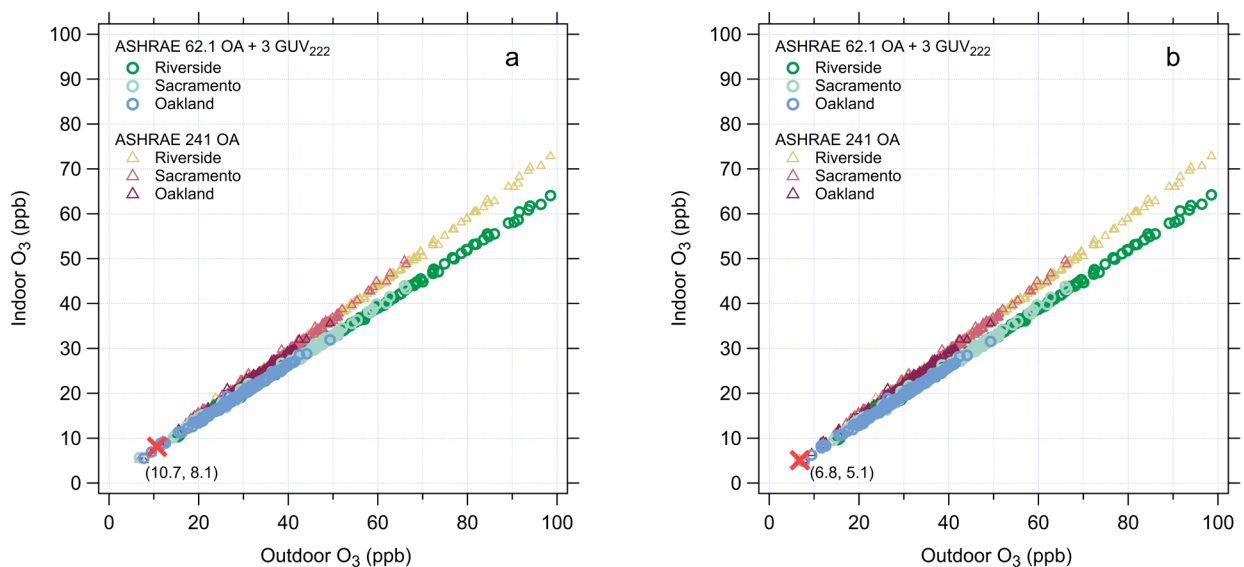 100
90
80
70
60
50
40
30
20
10
0
Indoor O3 (ppb)
ASHRAE 62.1 OA + 3 GUV222
a
Riverside
Sacramento
Oakland
ASHRAE 241 OA
Riverside
Sacramento
Oakland
(10.7, 8.1)
0 20 40 60 80 100
Outdoor O3 (ppb)
100
90
80
70
60
50
40
30
20
10
0
Indoor O3 (ppb)
ASHRAE 62.1 OA + 3 GUV222
b
Riverside
Sacramento
Oakland
ASHRAE 241 OA
Riverside
Sacramento
Oakland
(6.8, 5.1)
0 20 40 60 80 100
Outdoor O3 (ppb)